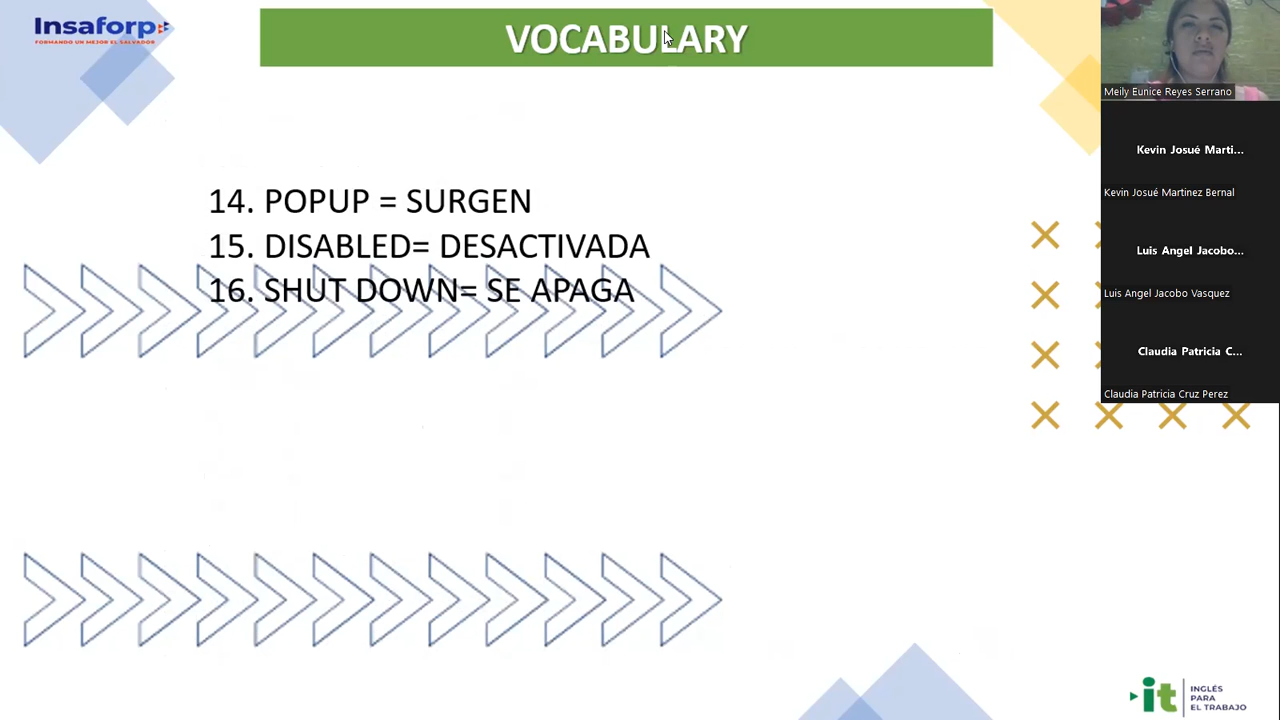 Insaforp
FORMANDO UN MEJOR EL SALVADOR
VOCABULARY
14. POPUP = SURGEN
15. DISABLED= DESACTIVADA
16. SHUT DOWN= SE APAGA
Meily Eunice Reyes Serrano
Kevin Josué Marti...
Kevin Josué Martinez Bernal
Luis Angel Jacobo...
Luis Angel Jacobo Vasquez
Claudia Patricia C...
Claudia Patricia Cruz Perez
it
INGLÉS
PARA
EL TRABAJO